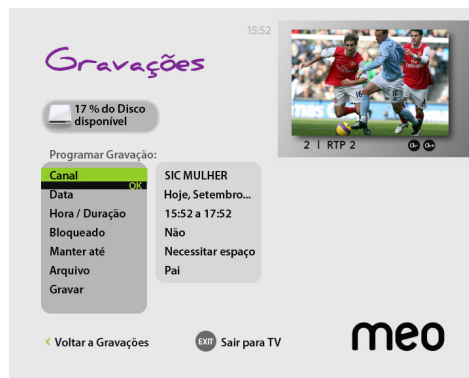 15:52
Gravações
17 % do Disco
disponível
2 | RTP 2
Ch- Ch+
Programar Gravação:
Canal SIC MULHER
OK
Data Hoje, Setembro...
Hora / Duração 15:52 a 17:52
Bloqueado Não
Manter até Necessitar espaço
Arquivo Pai
Gravar
< Voltar a Gravações EXIT Sair para TV
meo